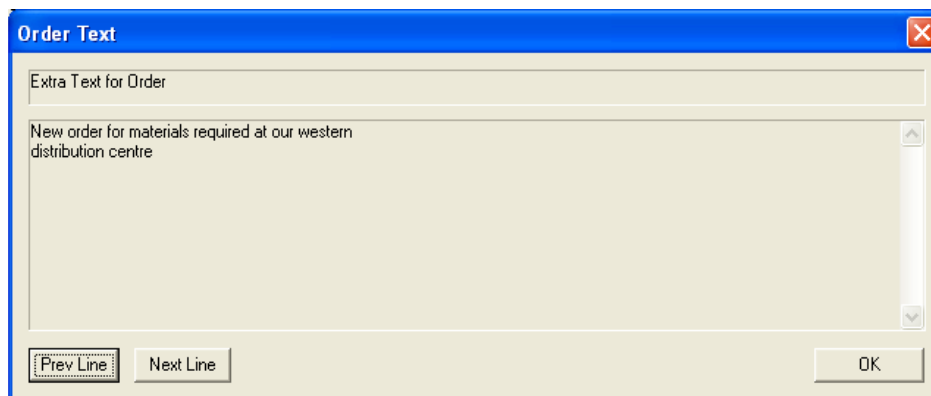 Order Text
Extra Text for Order
New order for materials required at our western
distribution centre
Prev Line
Next Line
OK